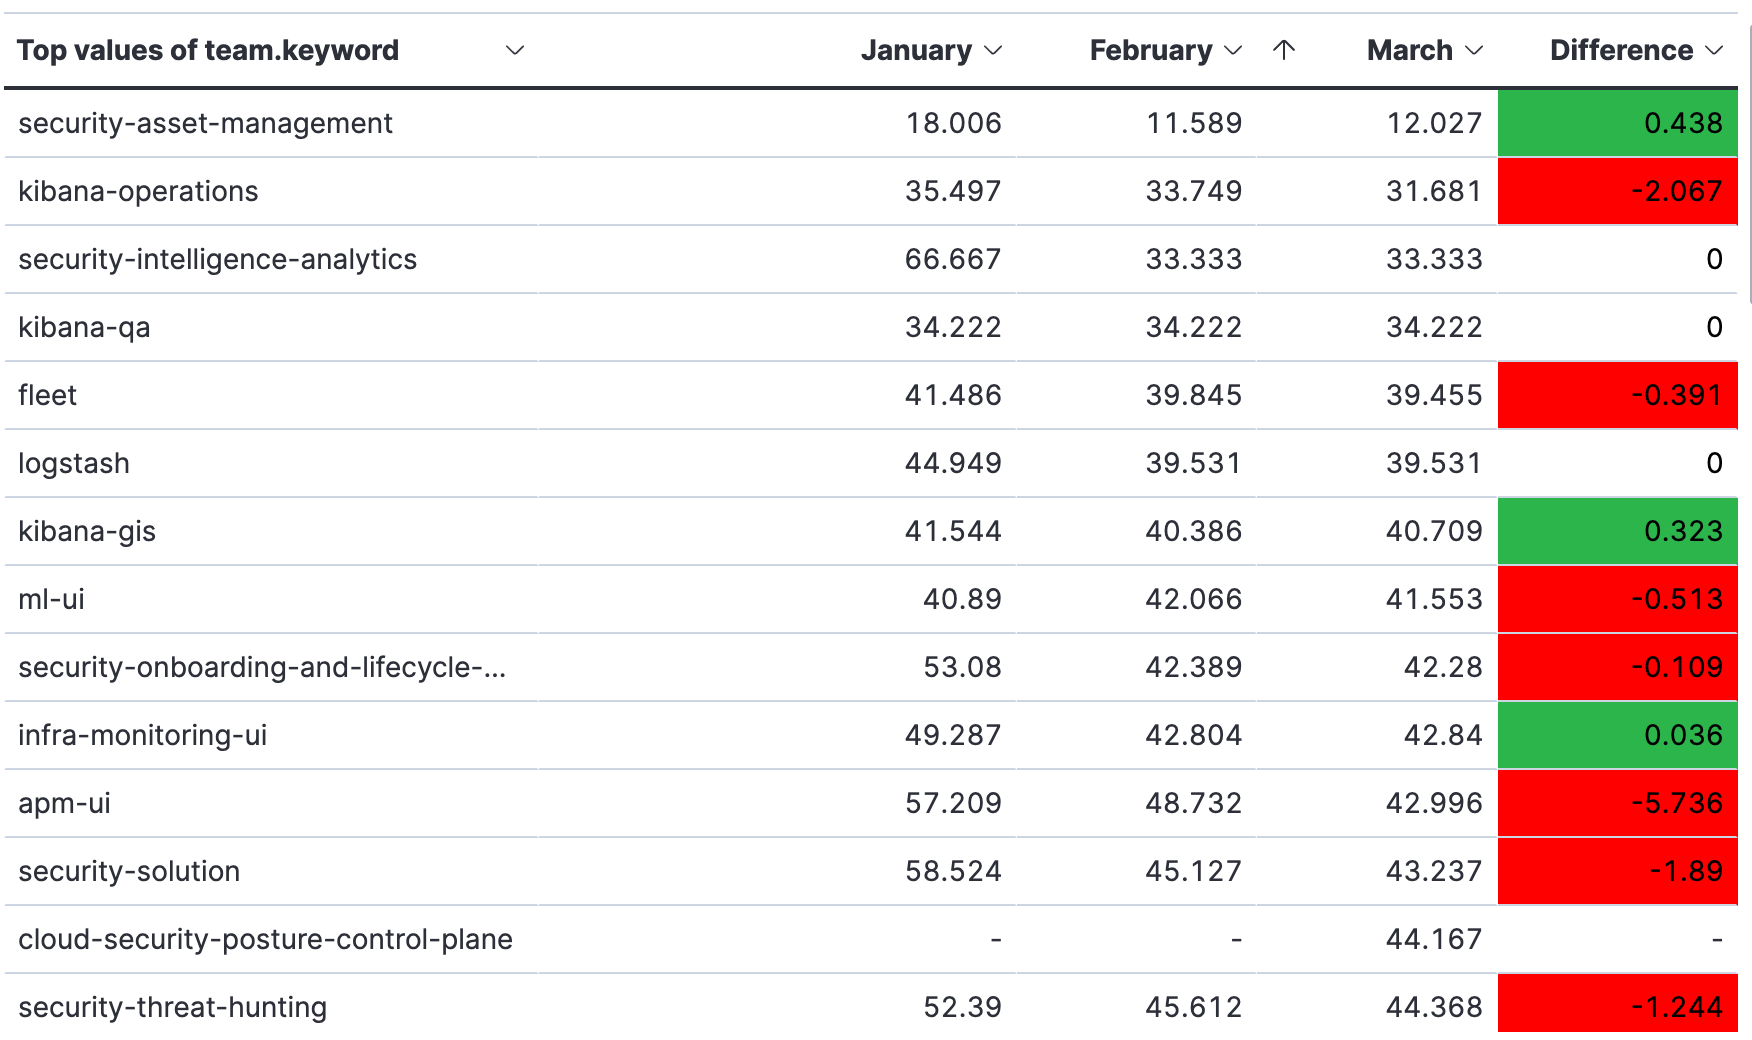 Top values of team.keyword January February March Difference
security-asset-management 18.006 11.589 12.027 0.438
kibana-operations 35.497 33.749 31.681 -2.067
security-intelligence-analytics 66.667 33.333 33.333 0
kibana-qa 34.222 34.222 34.222 0
fleet 41.486 39.845 39.455 -0.391
logstash 44.949 39.531 39.531 0
kibana-gis 41.544 40.386 40.709 0.323
ml-ui 40.89 42.066 41.553 -0.513
security-onboarding-and-lifecycle-... 53.08 42.389 42.28 -0.109
infra-monitoring-ui 49.287 42.804 42.84 0.036
apm-ui 57.209 48.732 42.996 -5.736
security-solution 58.524 45.127 43.237 -1.89
cloud-security-posture-control-plane - - 44.167 -
security-threat-hunting 52.39 45.612 44.368 -1.244